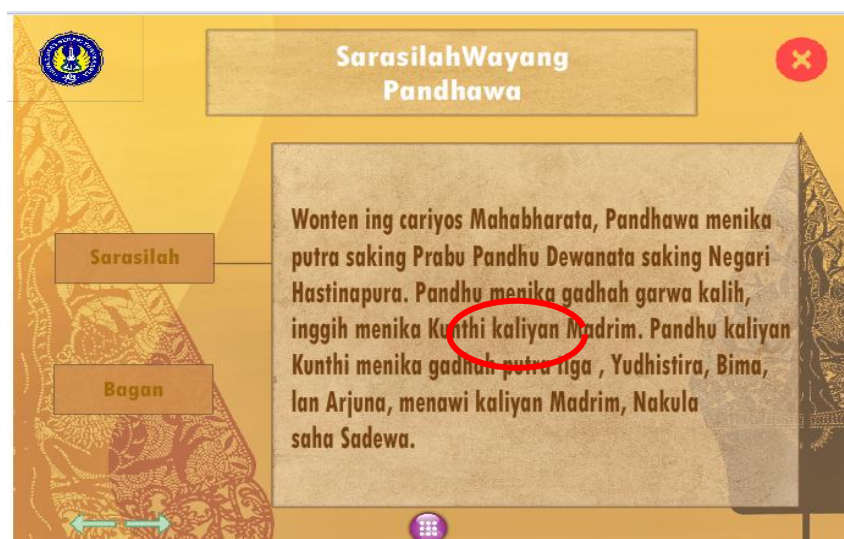 SarasilahWayang
Pandhawa
Sarasilah
Bagan
Wonten ing cariyos Mahabharata, Pandhawa menika
putra saking Prabu Pandhu Dewanata saking Negari
Hastinapura. Pandhu menika gadhah garwa kalih,
inggih menika Kunthi kaliyan Madrim. Pandhu kaliyan
Kunthi menika gadhah putra tiga , Yudhistira, Bima,
lan Arjuna, menawi kaliyan Madrim, Nakula
saha Sadewa.